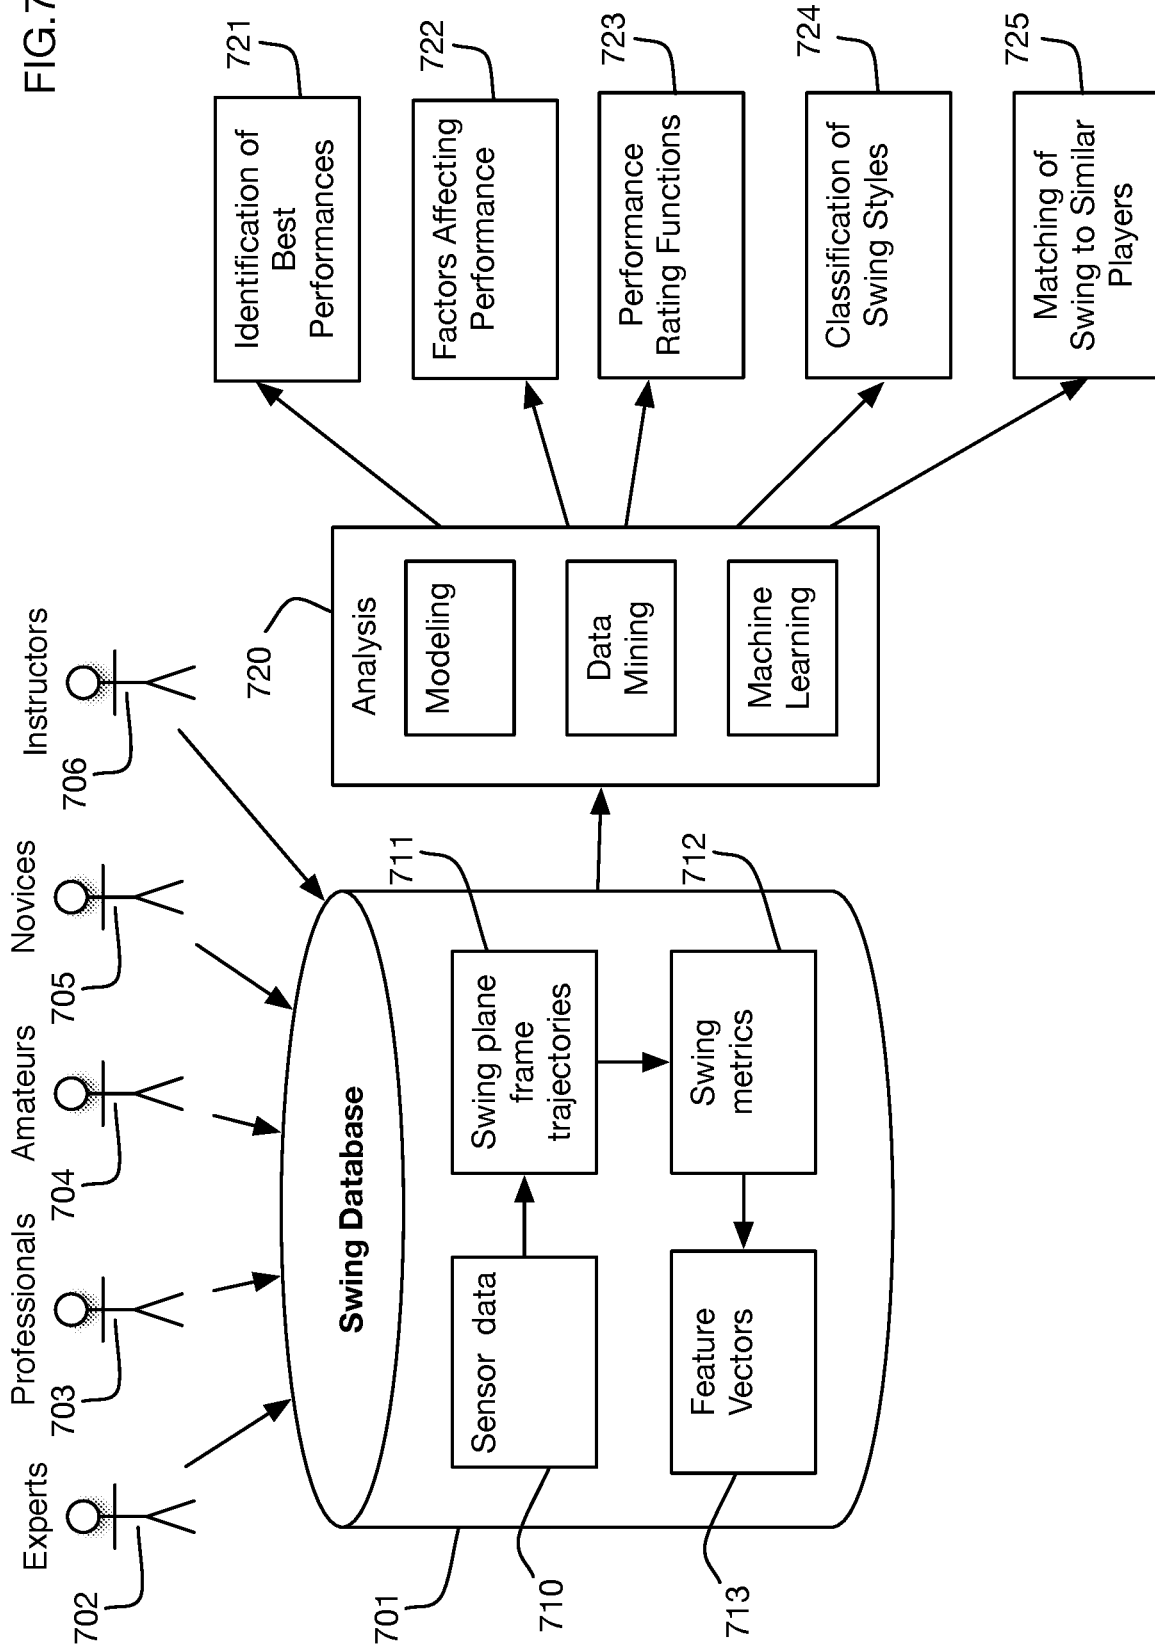 FIG.7
Experts
Professionals
Amateurs
Novices
Instructors
702
703
704
705
706
701
Swing Database
710
Sensor data
711
Swing plane
frame
trajectories
712
Swing
metrics
713
Feature
Vectors
720
Analysis
Modeling
Data
Mining
Machine
Learning
721
Identification of
Best
Performances
722
Factors Affecting
Performance
723
Performance
Rating Functions
724
Classification of
Swing Styles
725
Matching of
Swing to Similar
Players